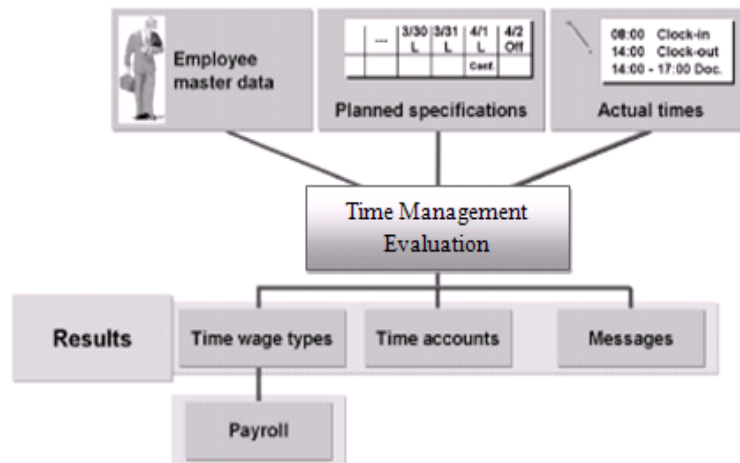 Employee
master data
--- 3/30 3/31 4/1 4/2
L L L Off
Conf.
Planned specifications
08:00 Clock-in
14:00 Clock-out
14:00 - 17:00 Doc.
Actual times
Time Management
Evaluation
Results
Time wage types
Time accounts
Messages
Payroll